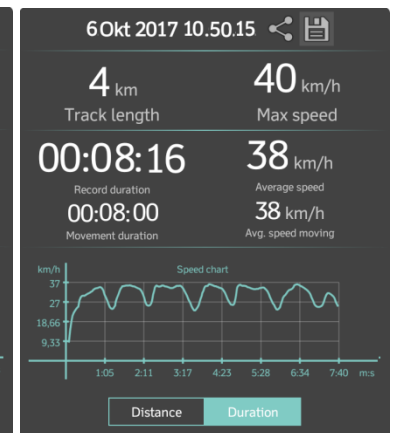 6 Okt 2017 10.50.15
4 km
40 km/h
Track length
Max speed
00:08:16
38 km/h
Record duration
Average speed
00:08:00
38 km/h
Movement duration
Avg. speed moving
km/h
Speed chart
37
27
18,66
9,33
1:05 2:11 3:17 4:23 5:28 6:34 7:40 m:s
Distance
Duration